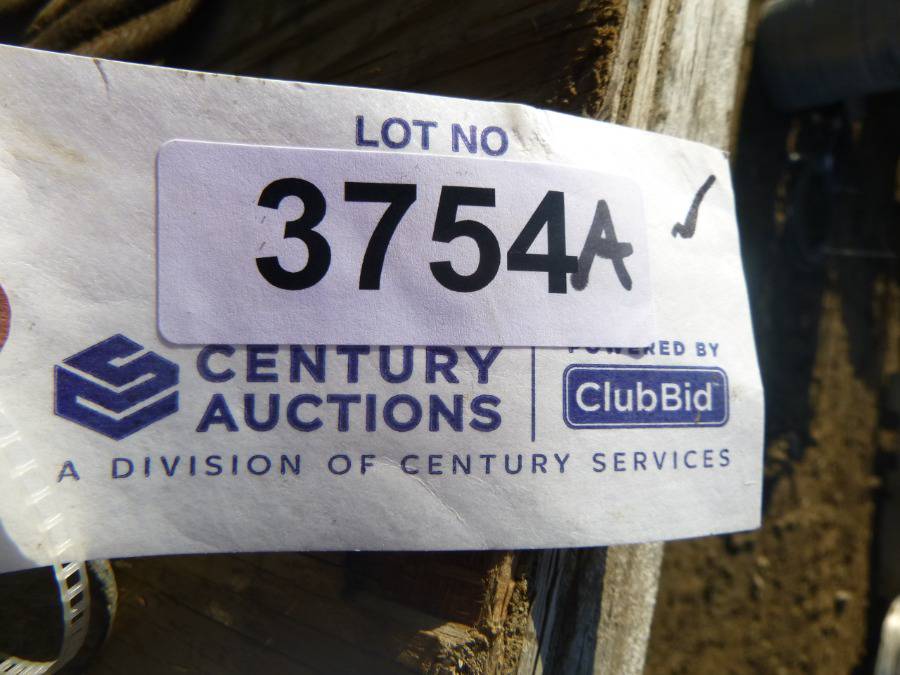 LOT NO
3754A ✓
CENTURY AUCTIONS
POWERED BY
ClubBid
A DIVISION OF CENTURY SERVICES